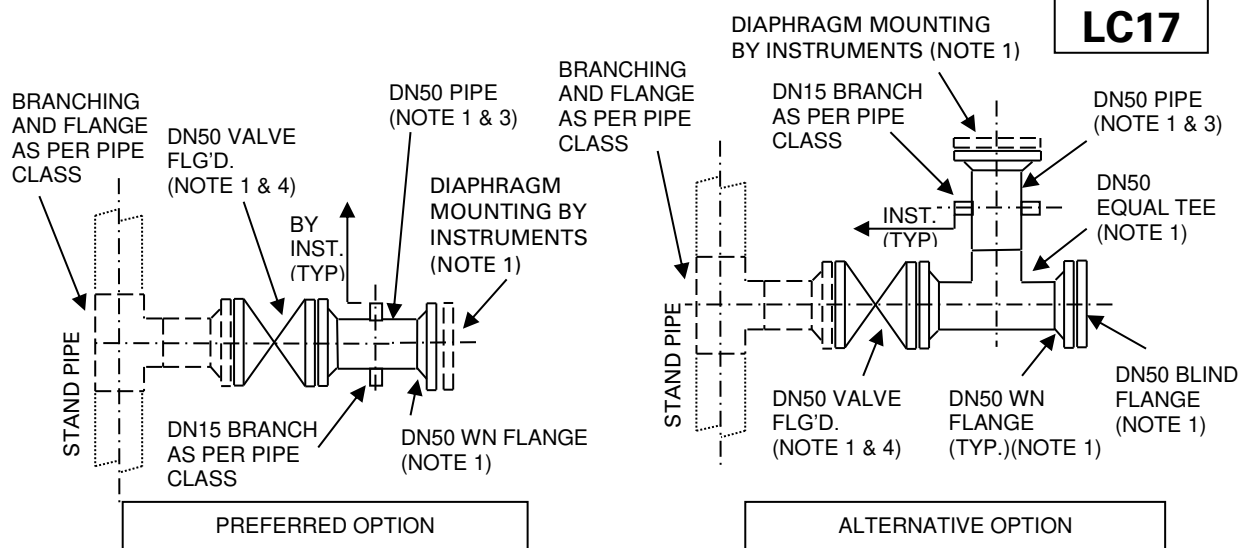 LC17
BRANCHING
AND FLANGE
AS PER PIPE
CLASS
DN50 VALVE
FLG'D.
(NOTE 1 & 4)
DN50 PIPE
(NOTE 1 & 3)
BY
INST.
(TYP)
DIAPHRAGM
MOUNTING BY
INSTRUMENTS
(NOTE 1)
STAND PIPE
DN15 BRANCH
AS PER PIPE
CLASS
DN50 WN FLANGE
(NOTE 1)
PREFERRED OPTION
DIAPHRAGM MOUNTING
BY INSTRUMENTS (NOTE 1)
BRANCHING
AND FLANGE
AS PER PIPE
CLASS
DN15 BRANCH
AS PER PIPE
CLASS
DN50 PIPE
(NOTE 1 & 3)
INST.
(TYP)
DN50
EQUAL TEE
(NOTE 1)
STAND PIPE
DN50 VALVE
FLG'D.
(NOTE 1 & 4)
DN50 WN
FLANGE
(TYP.)(NOTE 1)
DN50 BLIND
FLANGE
(NOTE 1)
ALTERNATIVE OPTION